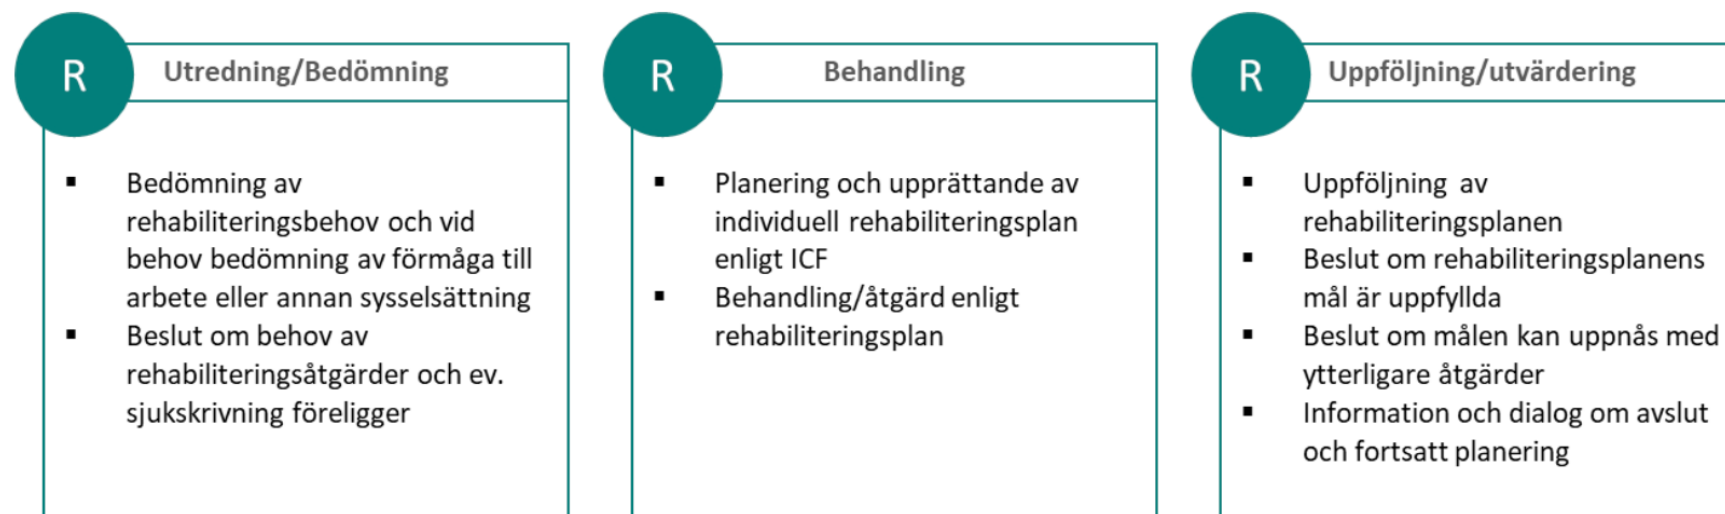 R
Utredning/Bedömning
▪ Bedömning av
rehabiliteringsbehov och vid
behov bedömning av förmåga till
arbete eller annan sysselsättning
▪ Beslut om behov av
rehabiliteringsåtgärder och ev.
sjukskrivning föreligger
R
Behandling
▪ Planering och upprättande av
individuell rehabiliteringsplan
enligt ICF
▪ Behandling/åtgärd enligt
rehabiliteringsplan
R
Uppföljning/utvärdering
▪ Uppföljning av
rehabiliteringsplanen
▪ Beslut om rehabiliteringsplanens
mål är uppfyllda
▪ Beslut om målen kan uppnås med
ytterligare åtgärder
▪ Information och dialog om avslut
och fortsatt planering